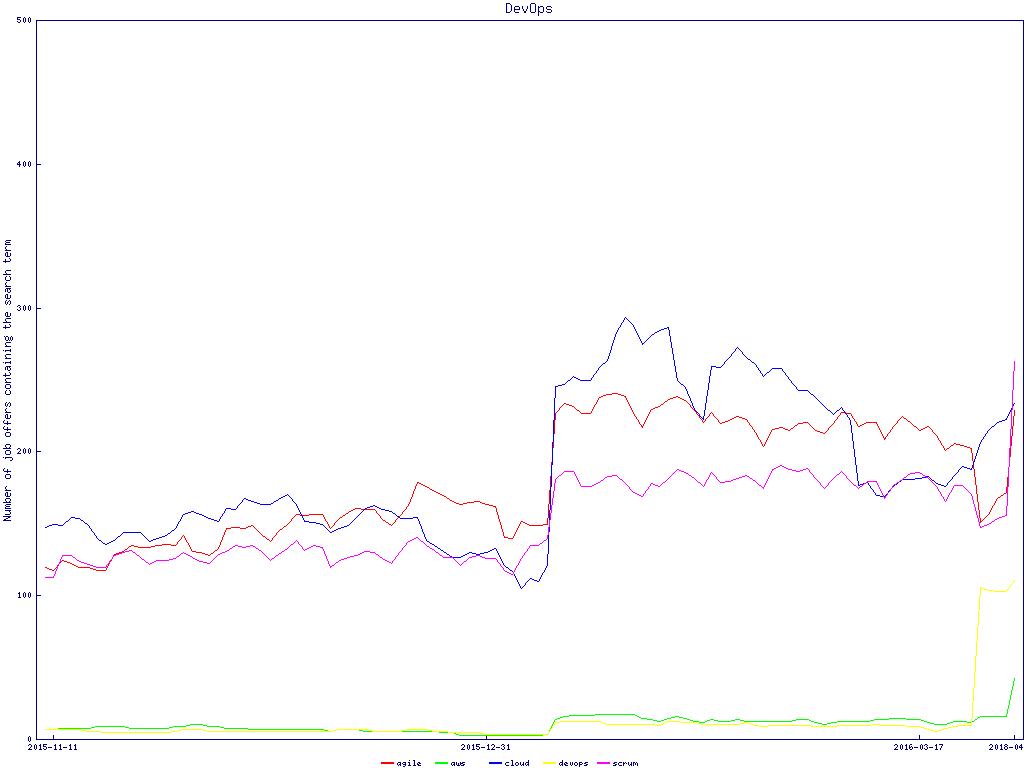 DevOps
500
400
300
200
100
0
Number of job offers containing the search term
2015-11-11 2015-12-31 2016-03-17 2018-04
agile aws cloud devops scrum